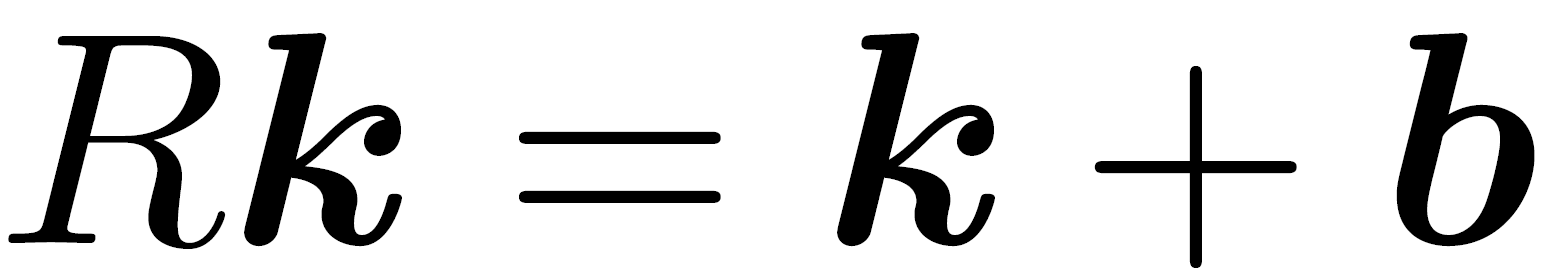 R𝒌 = 𝒌 + 𝒃